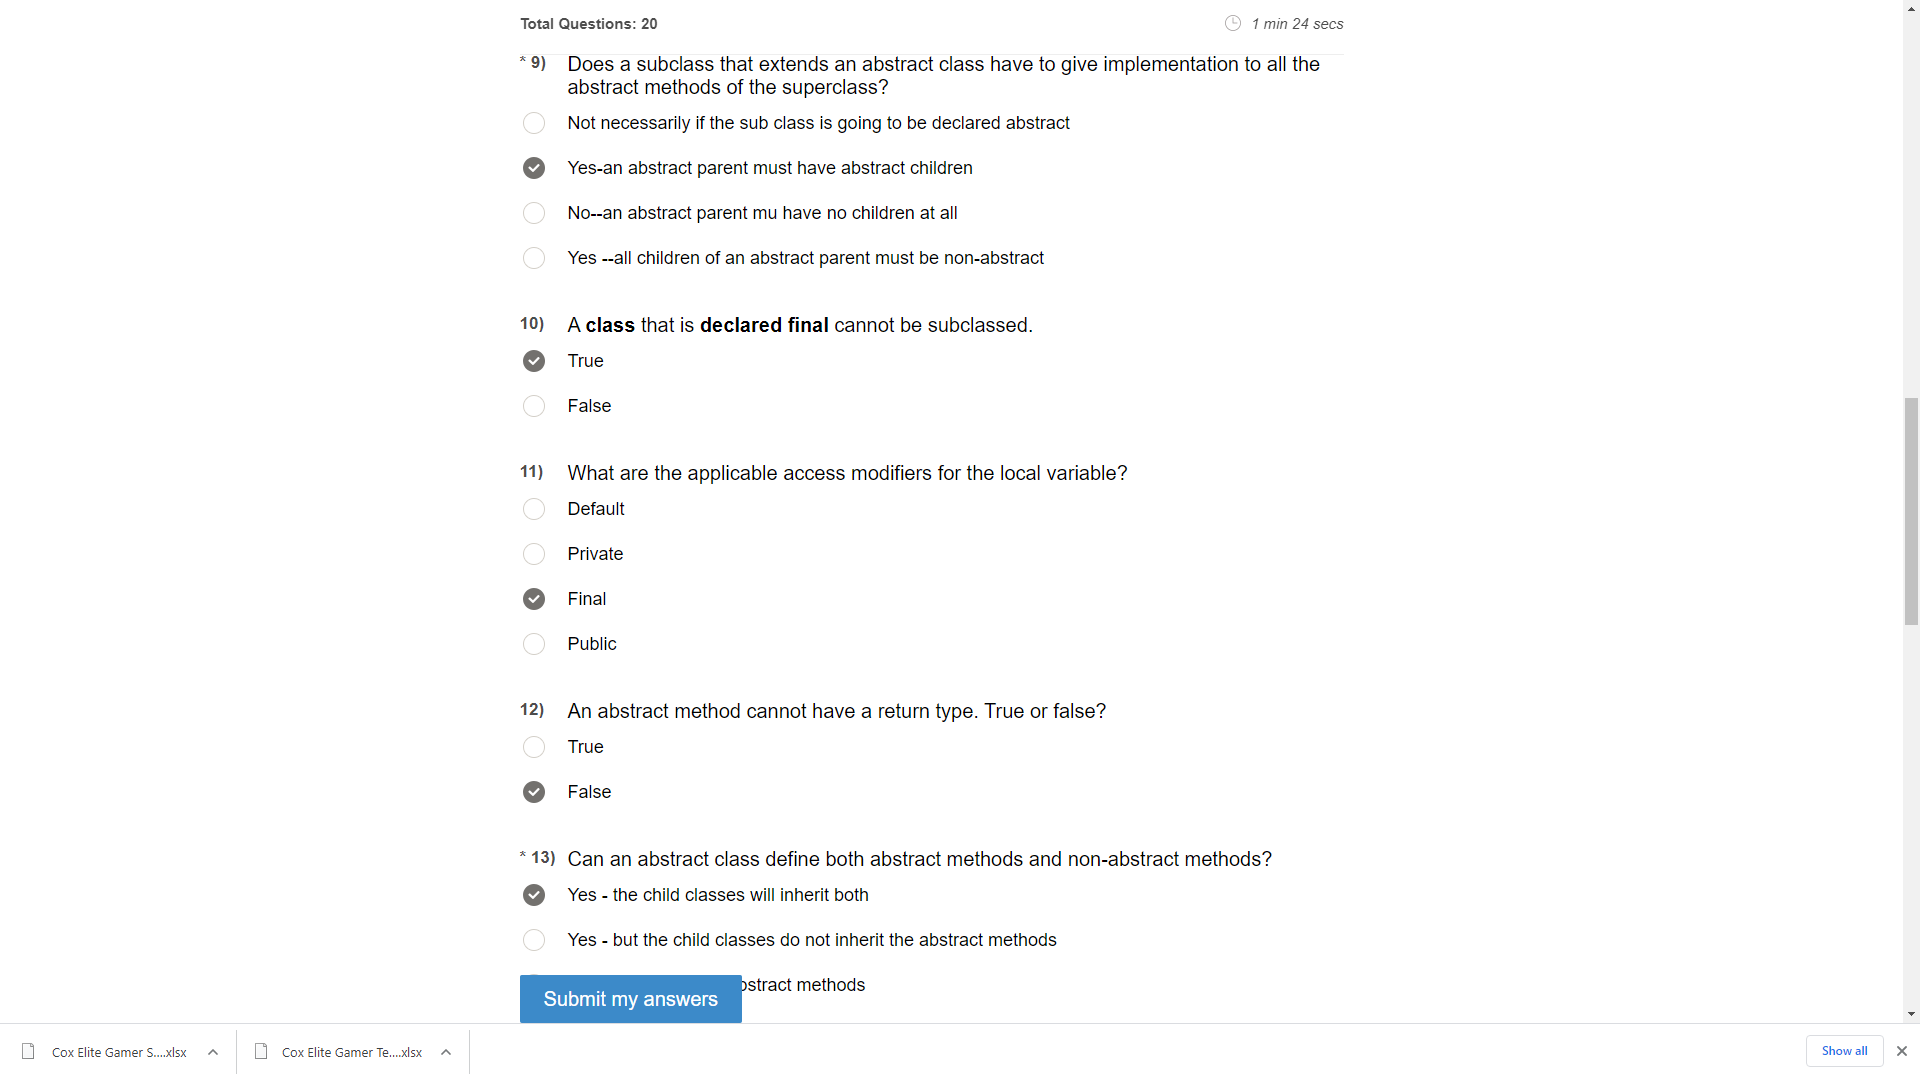 Total Questions: 20
1 min 24 secs
* 9) Does a subclass that extends an abstract class have to give implementation to all the
abstract methods of the superclass?
Not necessarily if the sub class is going to be declared abstract
Yes-an abstract parent must have abstract children
No--an abstract parent mu have no children at all
Yes --all children of an abstract parent must be non-abstract
10) A class that is declared final cannot be subclassed.
True
False
11) What are the applicable access modifiers for the local variable?
Default
Private
Final
Public
12) An abstract method cannot have a return type. True or false?
True
False
* 13) Can an abstract class define both abstract methods and non-abstract methods?
Yes - the child classes will inherit both
Yes - but the child classes do not inherit the abstract methods
methods
Submit my answers
Cox Elite Gamer S....xlsx
Cox Elite Gamer Te....xlsx
Show all